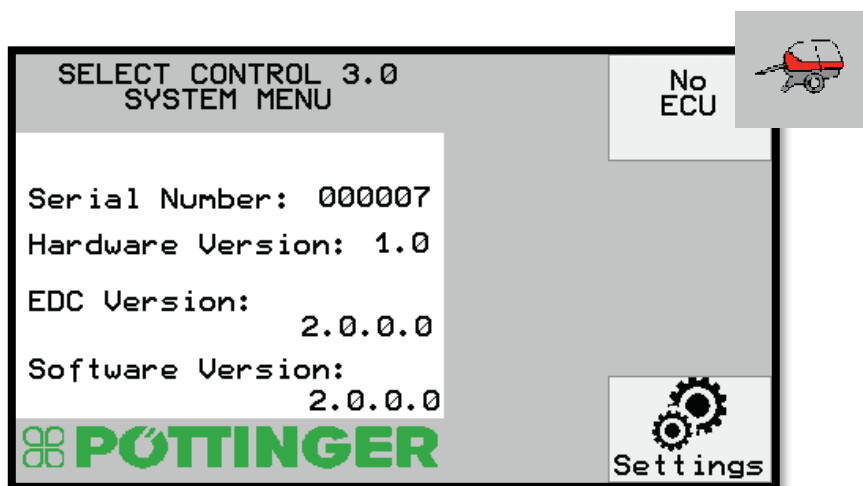 SELECT CONTROL 3.0
SYSTEM MENU
No
ECU
Serial Number: 000007
Hardware Version: 1.0
EDC Version:
2.0.0.0
Software Version:
2.0.0.0
PÖTTINGER
Settings